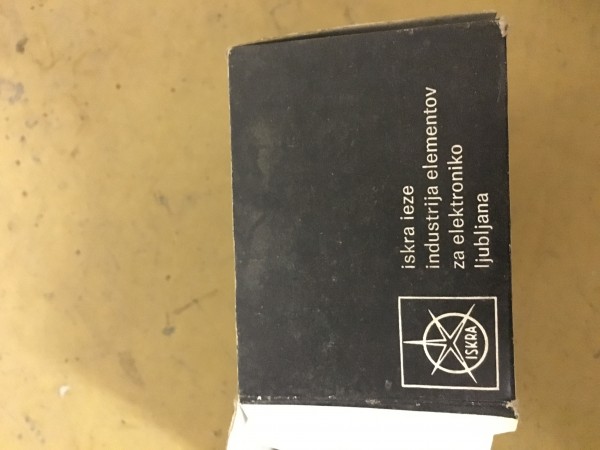 iskra ieze
industrija elementov
za elektroniko
ljubljana
ISKRA